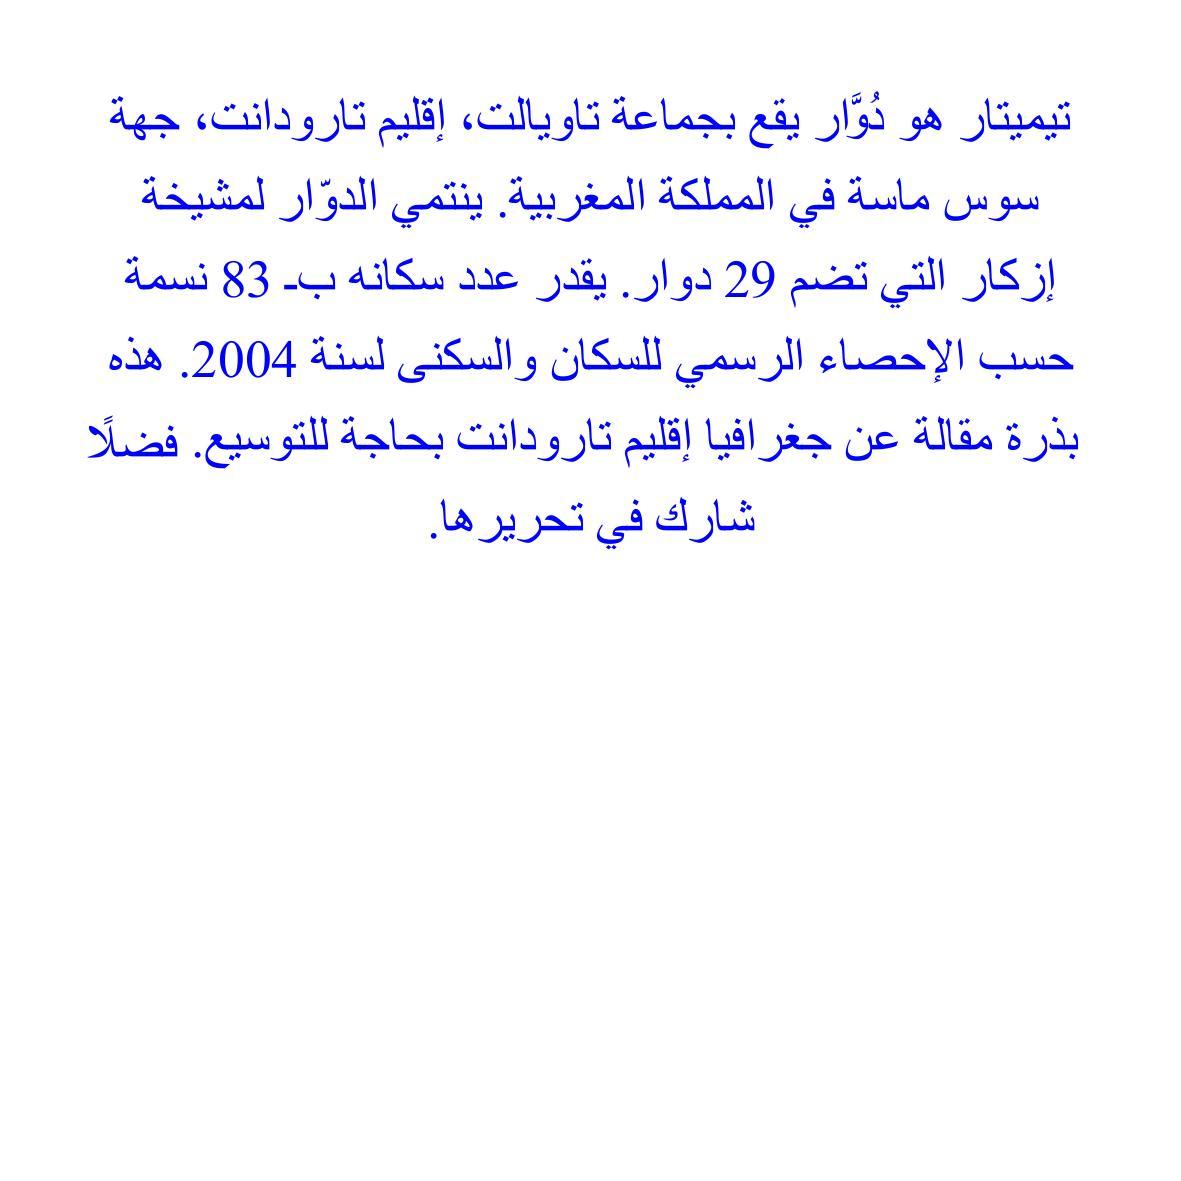 تيميتار هو دُوَّار يقع بجماعة تاويالت، إقليم تارودانت، جهة
سوس ماسة في المملكة المغربية. ينتمي الدوّار لمشيخة
إزكار التي تضم 29 دوار. يقدر عدد سكانه بـ 83 نسمة
حسب الإحصاء الرسمي للسكان والسكنى لسنة 2004. هذه
بذرة مقالة عن جغرافيا إقليم تارودانت بحاجة للتوسيع. فضلًا
شارك في تحريرها.